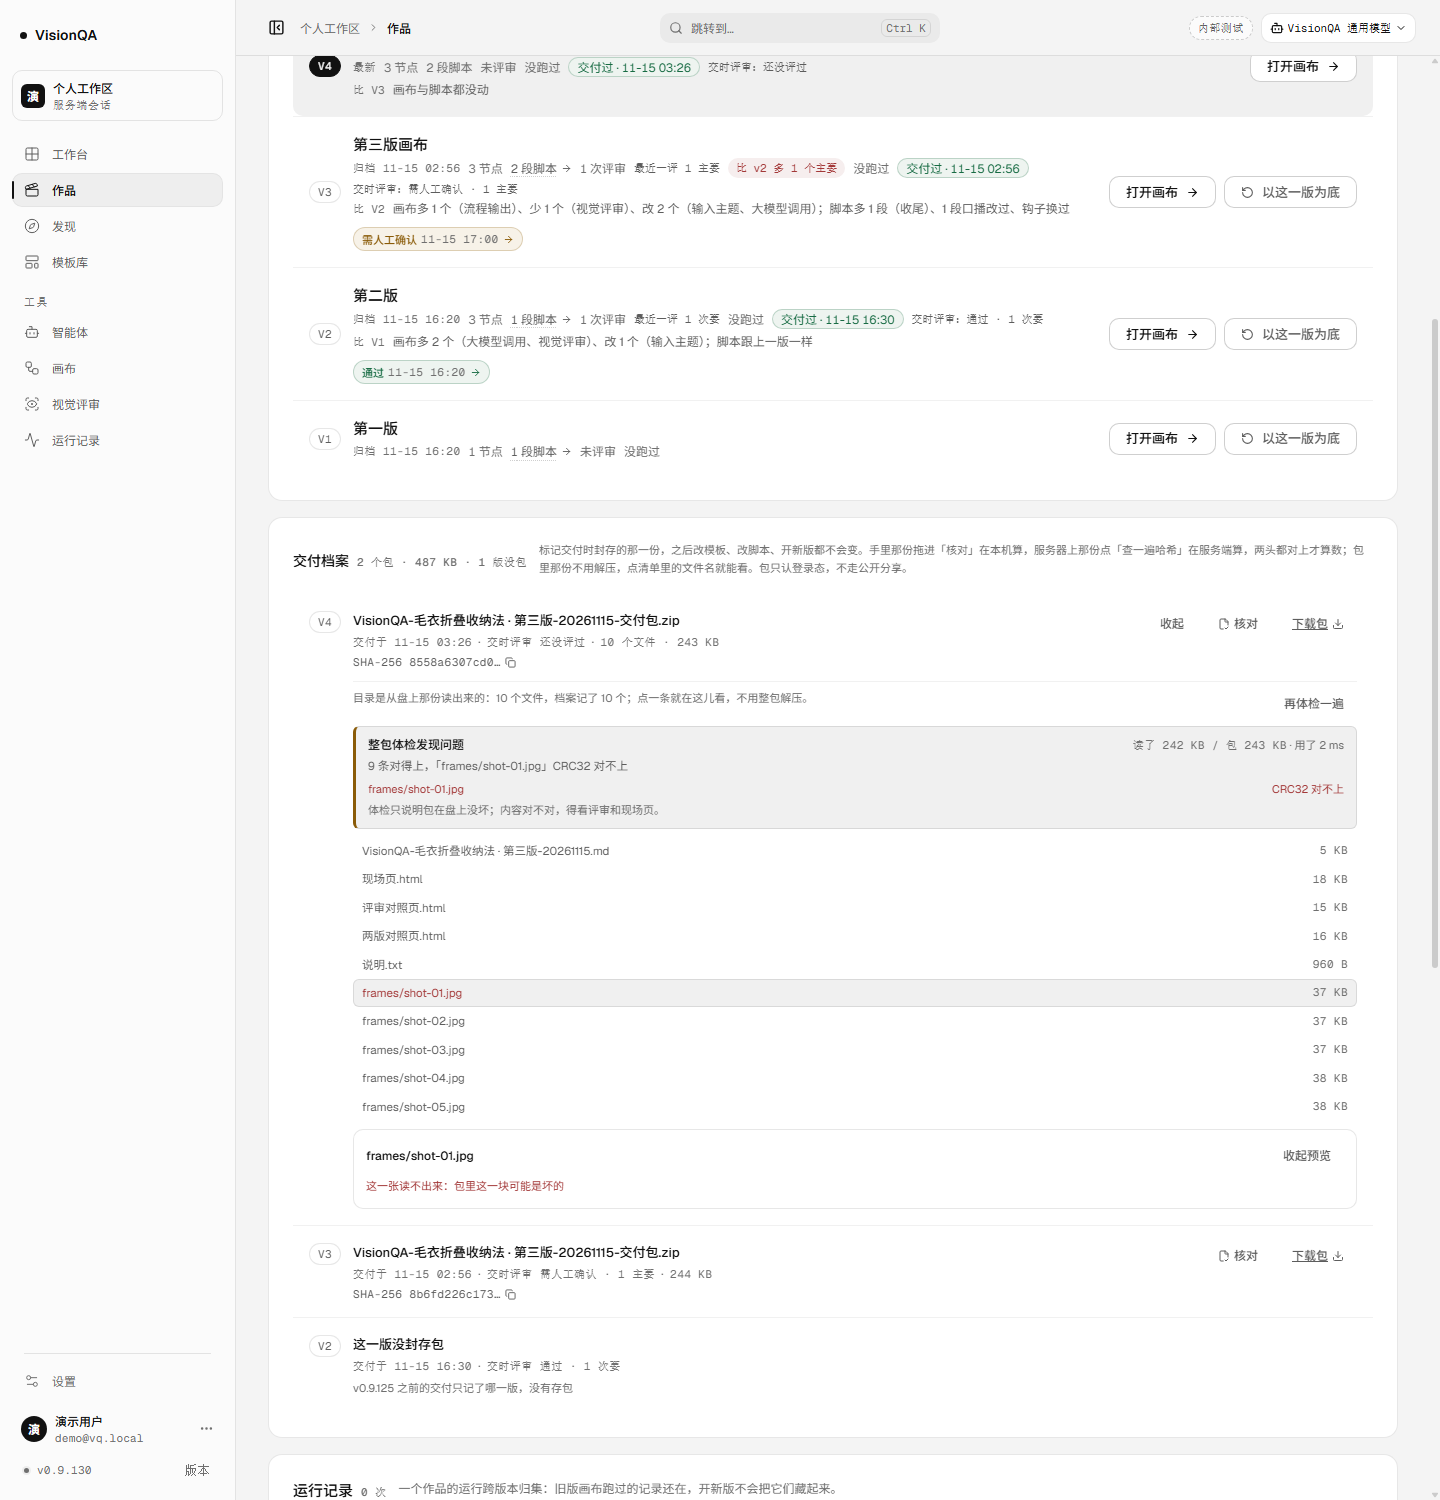 VisionQA
演
个人工作区
服务端会话
工作台
作品
发现
模板库
工具
智能体
画布
视觉评审
运行记录
设置
演
演示用户
demo@vq.local
v0.9.130
版本
个人工作区 > 作品
跳转到…
Ctrl K
内部测试
VisionQA 通用模型
V4
最新 3 节点 2 段脚本 未评审 没跑过 交付过 · 11-15 03:26 交时评审: 还没评过
比 V3 画布与脚本都没动
打开画布 →
V3
第三版画布
归档 11-15 02:56 3 节点 2 段脚本 → 1 次评审 最近一评 1 主要 比 v2 多 1 个主要 没跑过 交付过 · 11-15 02:56
交时评审: 需人工确认 · 1 主要
比 V2 画布多 1 个（流程输出）、少 1 个（视觉评审）、改 2 个（输入主题、大模型调用）；脚本多 1 段（收尾）、1 段口播改过、钩子换过
需人工确认 11-15 17:00 →
打开画布 →
以这一版为底
V2
第二版
归档 11-15 16:20 3 节点 1 段脚本 → 1 次评审 最近一评 1 次要 没跑过 交付过 · 11-15 16:30 交时评审: 通过 · 1 次要
比 V1 画布多 2 个（大模型调用、视觉评审）、改 1 个（输入主题）；脚本跟上一版一样
通过 11-15 16:20 →
打开画布 →
以这一版为底
V1
第一版
归档 11-15 16:20 1 节点 1 段脚本 → 未评审 没跑过
打开画布 →
以这一版为底
交付档案 2 个包 · 487 KB · 1 版没包
标记交付时封存的那一份，之后改模板、改脚本、开新版都不会变。手里那份拖进「核对」在本机算，服务器上那份点「查一遍哈希」在服务端算，两头都对上才算数；包
里那份不用解压，点清单里的文件名就能看。包只认登录态，不走公开分享。
V4
VisionQA-毛衣折叠收纳法 · 第三版-20261115-交付包.zip
交付于 11-15 03:26 · 交时评审 还没评过 · 10 个文件 · 243 KB
SHA-256 8558a6307cd0…
收起
核对
下载包
目录是从盘上那份读出来的：10 个文件，档案记了 10 个；点一条就在这儿看，不用整包解压。
再体检一遍
整包体检发现问题
读了 242 KB / 包 243 KB · 用了 2 ms
9 条对得上，「frames/shot-01.jpg」CRC32 对不上
frames/shot-01.jpg
CRC32 对不上
体检只说明包在盘上没坏；内容对不对，得看评审和现场页。
VisionQA-毛衣折叠收纳法 · 第三版-20261115.md 5 KB
现场页.html 18 KB
评审对照页.html 15 KB
两版对照页.html 16 KB
说明.txt 960 B
frames/shot-01.jpg 37 KB
frames/shot-02.jpg 37 KB
frames/shot-03.jpg 37 KB
frames/shot-04.jpg 38 KB
frames/shot-05.jpg 38 KB
frames/shot-01.jpg
收起预览
这一张读不出来：包里这一块可能是坏的
V3
VisionQA-毛衣折叠收纳法 · 第三版-20261115-交付包.zip
交付于 11-15 02:56 · 交时评审 需人工确认 · 1 主要 · 244 KB
SHA-256 8b6fd226c173…
核对
下载包
V2
这一版没封存包
交付于 11-15 16:30 · 交时评审 通过 · 1 次要
v0.9.125 之前的交付只记了哪一版，没有存包
运行记录 0 次
一个作品的运行跨版本归集：旧版画布跑过的记录还在，开新版不会把它们藏起来。